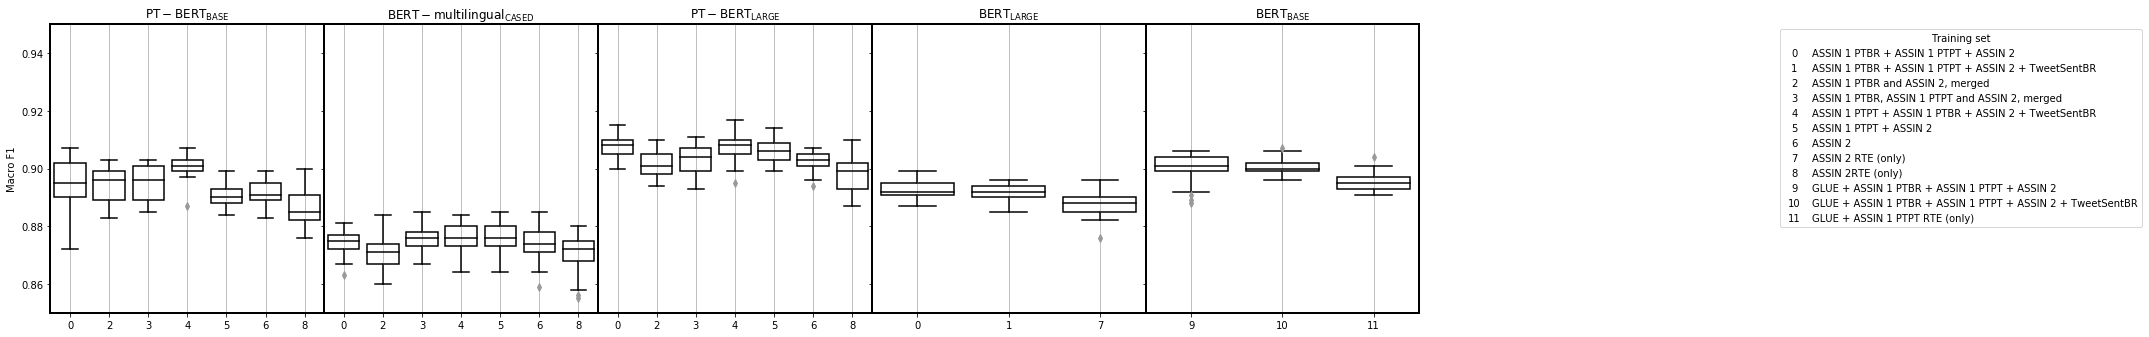 PT − BERT_BASE
BERT − multilingual_CASED
PT − BERT_LARGE
BERT_LARGE
BERT_BASE
Macro F1
0.94
0.92
0.90
0.88
0.86
0 2 3 4 5 6 8
0 2 3 4 5 6 8
0 2 3 4 5 6 8
0 1 7
9 10 11
Training set
0 ASSIN 1 PTBR + ASSIN 1 PTPT + ASSIN 2
1 ASSIN 1 PTBR + ASSIN 1 PTPT + ASSIN 2 + TweetSentBR
2 ASSIN 1 PTBR and ASSIN 2, merged
3 ASSIN 1 PTBR, ASSIN 1 PTPT and ASSIN 2, merged
4 ASSIN 1 PTPT + ASSIN 1 PTBR + ASSIN 2 + TweetSentBR
5 ASSIN 1 PTPT + ASSIN 2
6 ASSIN 2
7 ASSIN 2 RTE (only)
8 ASSIN 2RTE (only)
9 GLUE + ASSIN 1 PTBR + ASSIN 1 PTPT + ASSIN 2
10 GLUE + ASSIN 1 PTBR + ASSIN 1 PTPT + ASSIN 2 + TweetSentBR
11 GLUE + ASSIN 1 PTPT RTE (only)